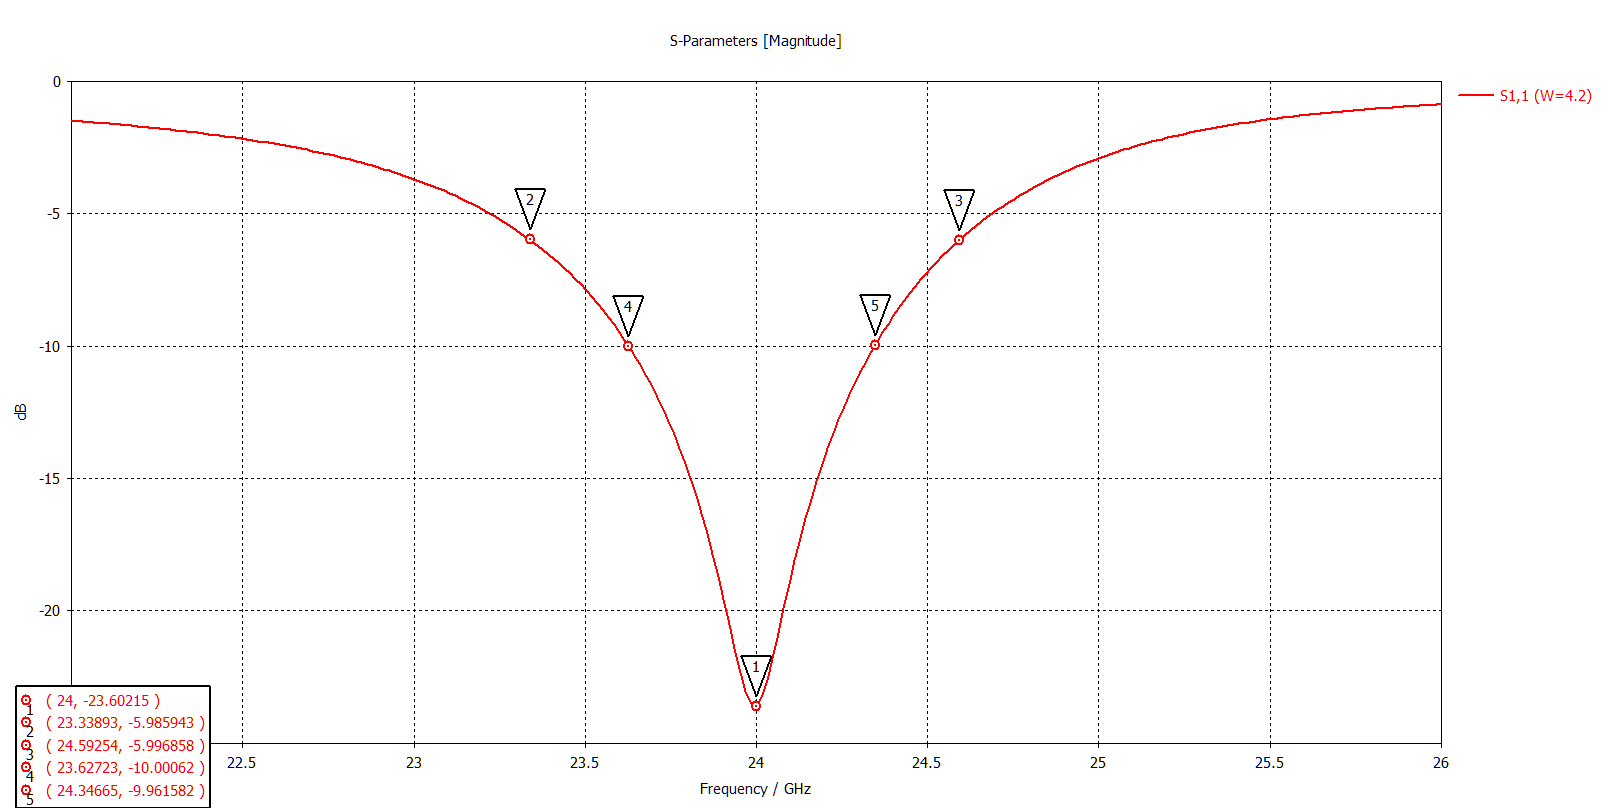 S-Parameters [Magnitude]
S1,1 (W=4.2)
0
-5
-10
-15
-20
dB
2
3
4
5
1
1 ( 24, -23.60215 )
2 ( 23.33893, -5.985943 )
3 ( 24.59254, -5.996858 )
4 ( 23.62723, -10.00062 )
5 ( 24.34665, -9.961582 )
22.5 23 23.5 24 24.5 25 25.5 26
Frequency / GHz